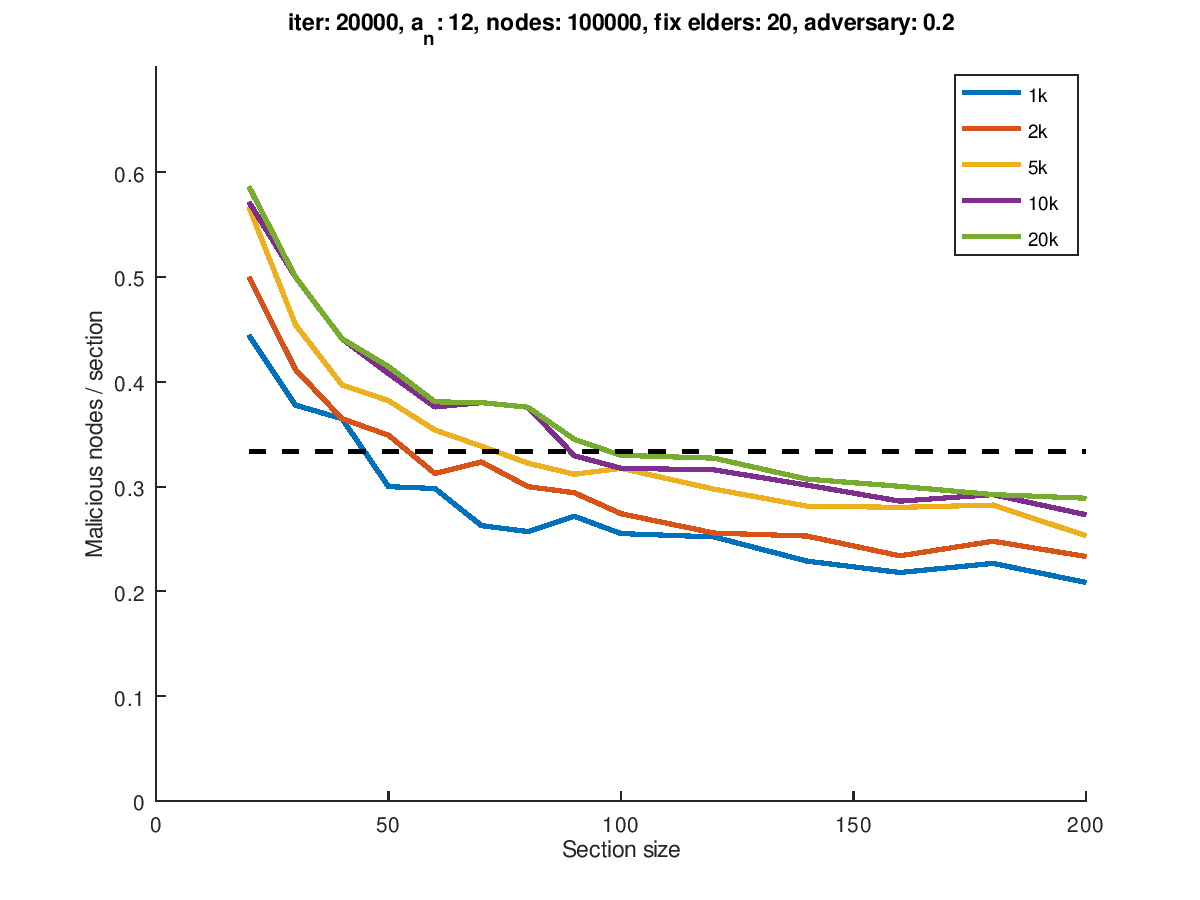 iter: 20000, a_n: 12, nodes: 100000, fix elders: 20, adversary: 0.2
1k
2k
5k
10k
20k
0.6
0.5
0.4
0.3
0.2
0.1
0
Malicious nodes / section
0 50 100 150 200
Section size